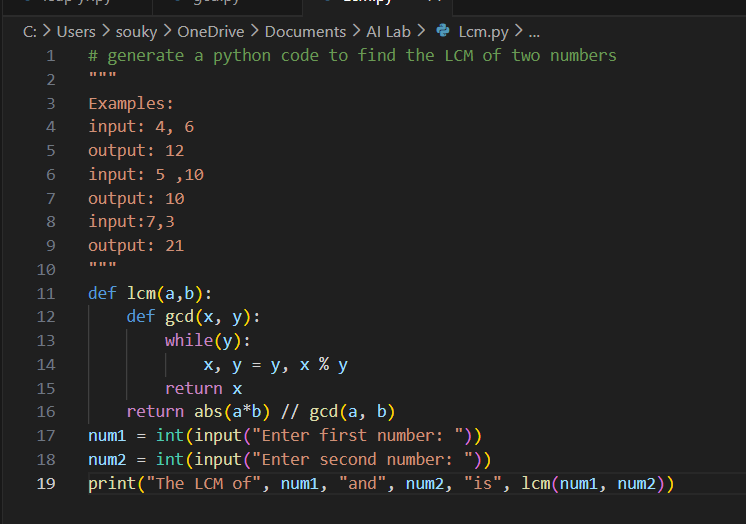 Lcm.py
C: > Users > souky > OneDrive > Documents > AI Lab > Lcm.py > ...
1 # generate a python code to find the LCM of two numbers
2 """
3 Examples:
4 input: 4, 6
5 output: 12
6 input: 5 ,10
7 output: 10
8 input:7,3
9 output: 21
10 """
11 def lcm(a,b):
12     def gcd(x, y):
13         while(y):
14             x, y = y, x % y
15         return x
16     return abs(a*b) // gcd(a, b)
17 num1 = int(input("Enter first number: "))
18 num2 = int(input("Enter second number: "))
19 print("The LCM of", num1, "and", num2, "is", lcm(num1, num2))